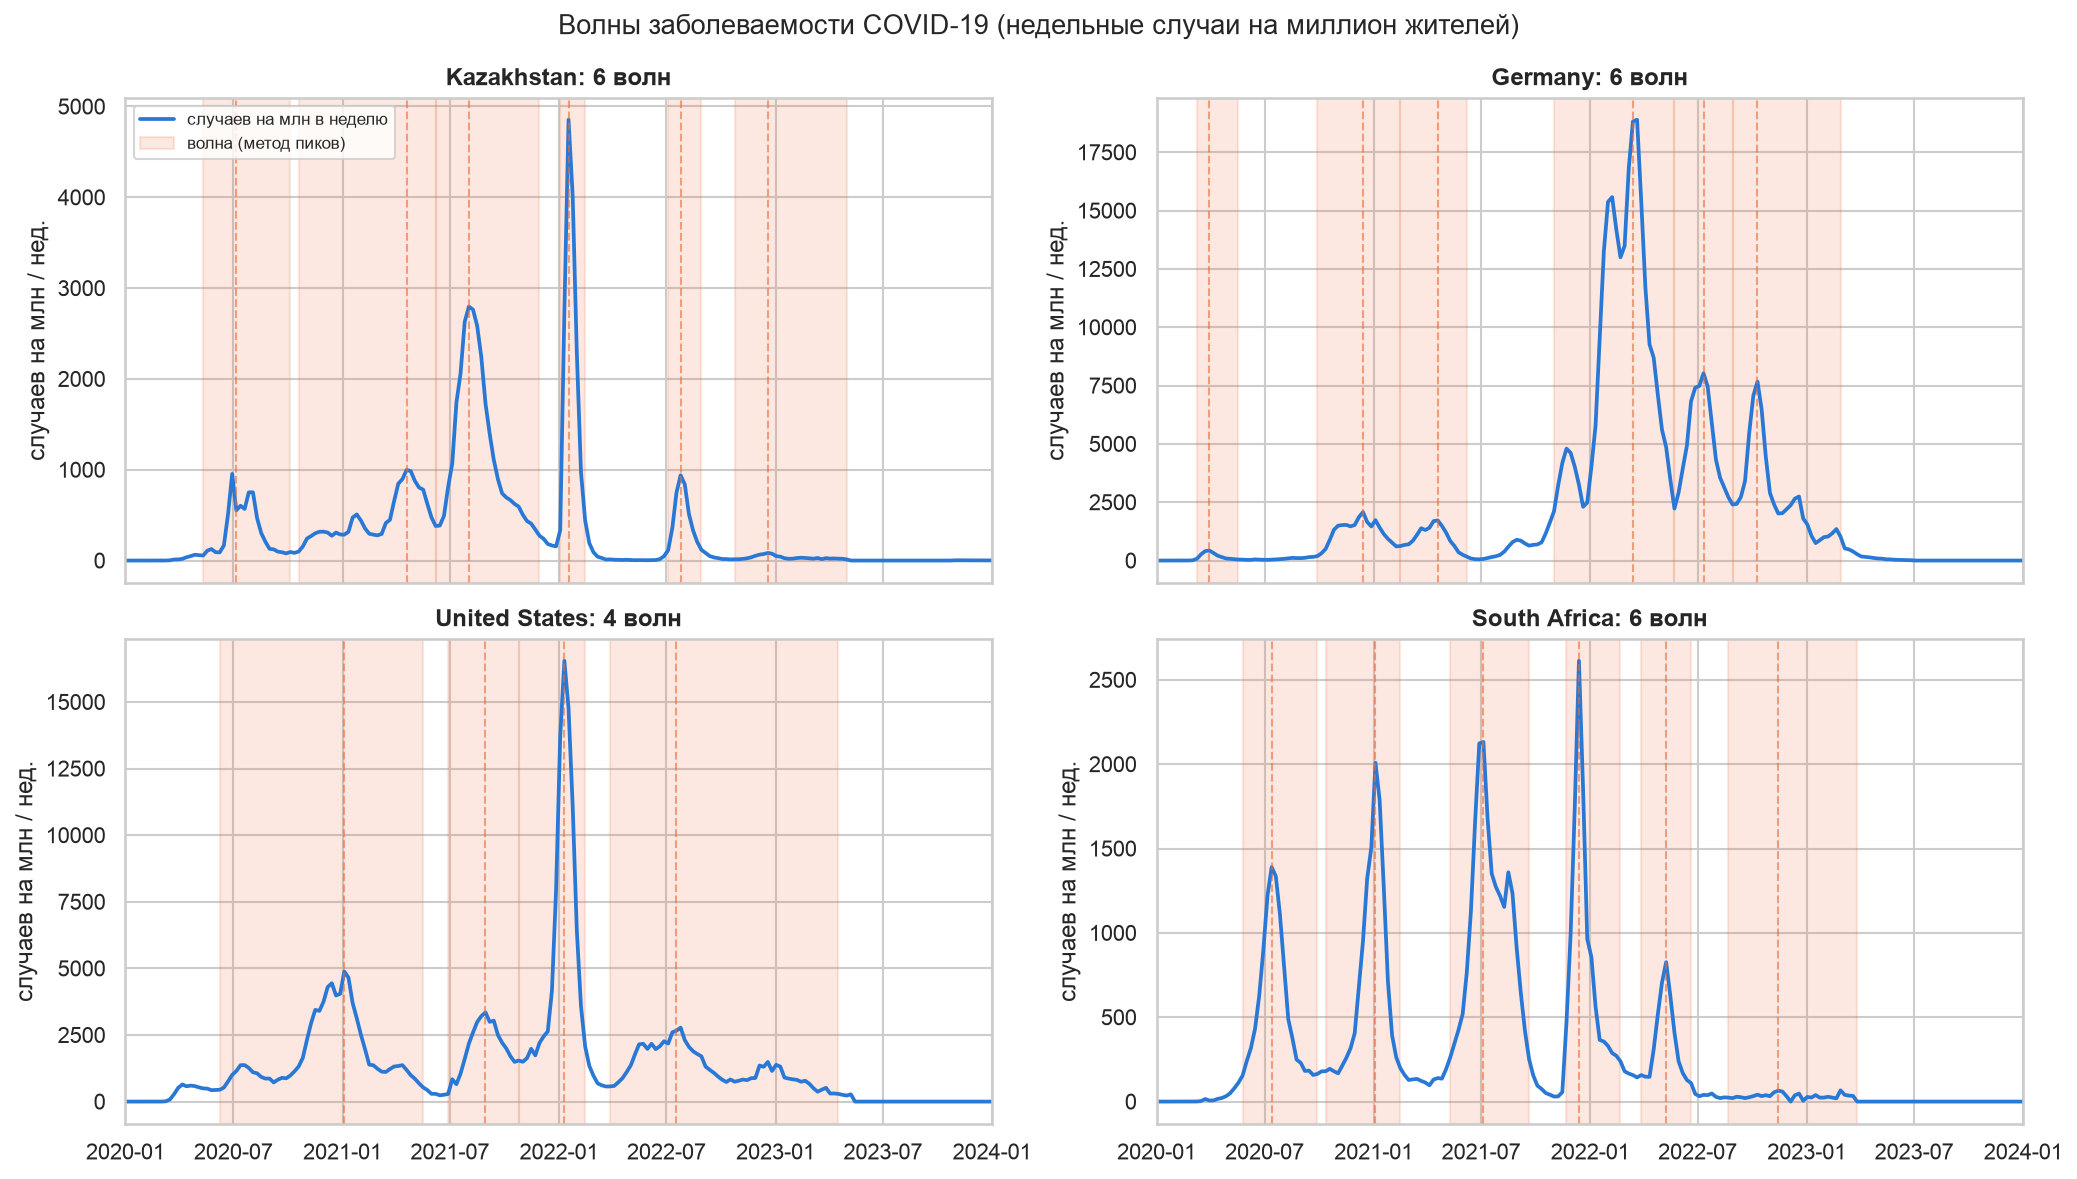 Волны заболеваемости COVID-19 (недельные случаи на миллион жителей)
Kazakhstan: 6 волн
случаев на млн / нед.
5000
4000
3000
2000
1000
0
случаев на млн в неделю
волна (метод пиков)
Germany: 6 волн
случаев на млн / нед.
17500
15000
12500
10000
7500
5000
2500
0
United States: 4 волн
случаев на млн / нед.
15000
12500
10000
7500
5000
2500
0
2020-01 2020-07 2021-01 2021-07 2022-01 2022-07 2023-01 2023-07 2024-01
South Africa: 6 волн
случаев на млн / нед.
2500
2000
1500
1000
500
0
2020-01 2020-07 2021-01 2021-07 2022-01 2022-07 2023-01 2023-07 2024-01